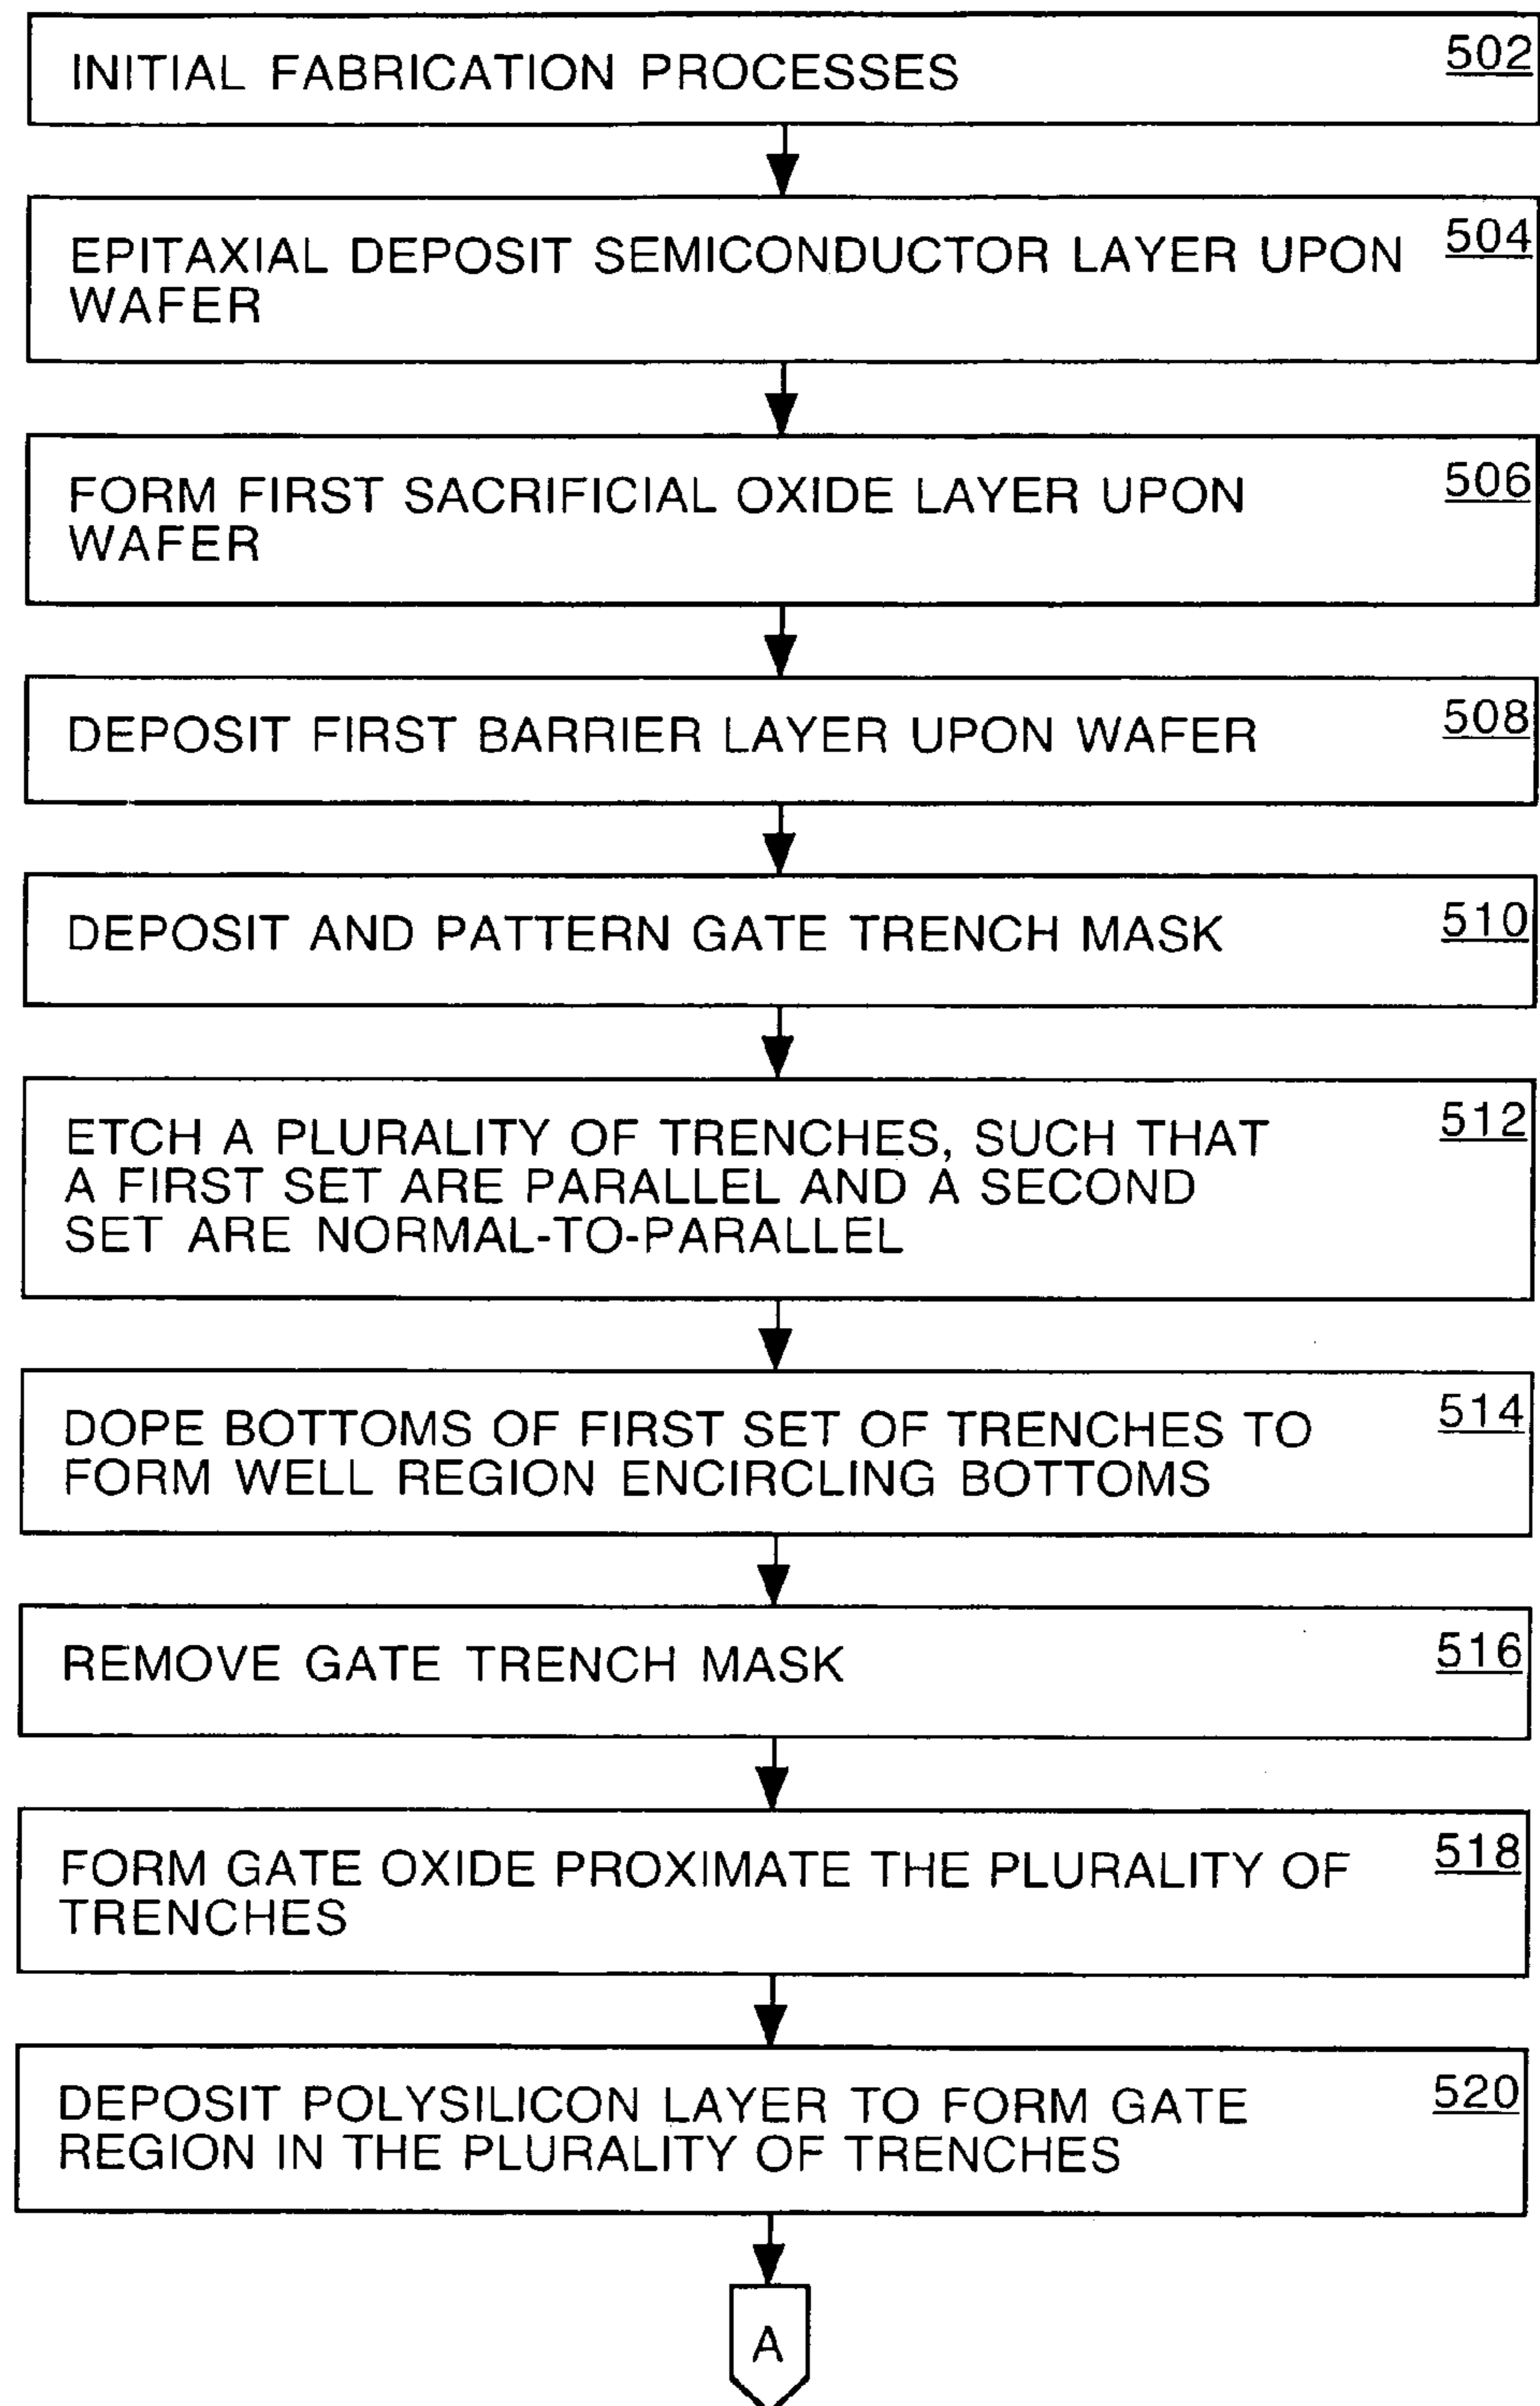 INITIAL FABRICATION PROCESSES 502
EPITAXIAL DEPOSIT SEMICONDUCTOR LAYER UPON 504
WAFER
FORM FIRST SACRIFICIAL OXIDE LAYER UPON 506
WAFER
DEPOSIT FIRST BARRIER LAYER UPON WAFER 508
DEPOSIT AND PATTERN GATE TRENCH MASK 510
ETCH A PLURALITY OF TRENCHES, SUCH THAT 512
A FIRST SET ARE PARALLEL AND A SECOND
SET ARE NORMAL-TO-PARALLEL
DOPE BOTTOMS OF FIRST SET OF TRENCHES TO 514
FORM WELL REGION ENCIRCLING BOTTOMS
REMOVE GATE TRENCH MASK 516
FORM GATE OXIDE PROXIMATE THE PLURALITY OF 518
TRENCHES
DEPOSIT POLYSILICON LAYER TO FORM GATE 520
REGION IN THE PLURALITY OF TRENCHES
A